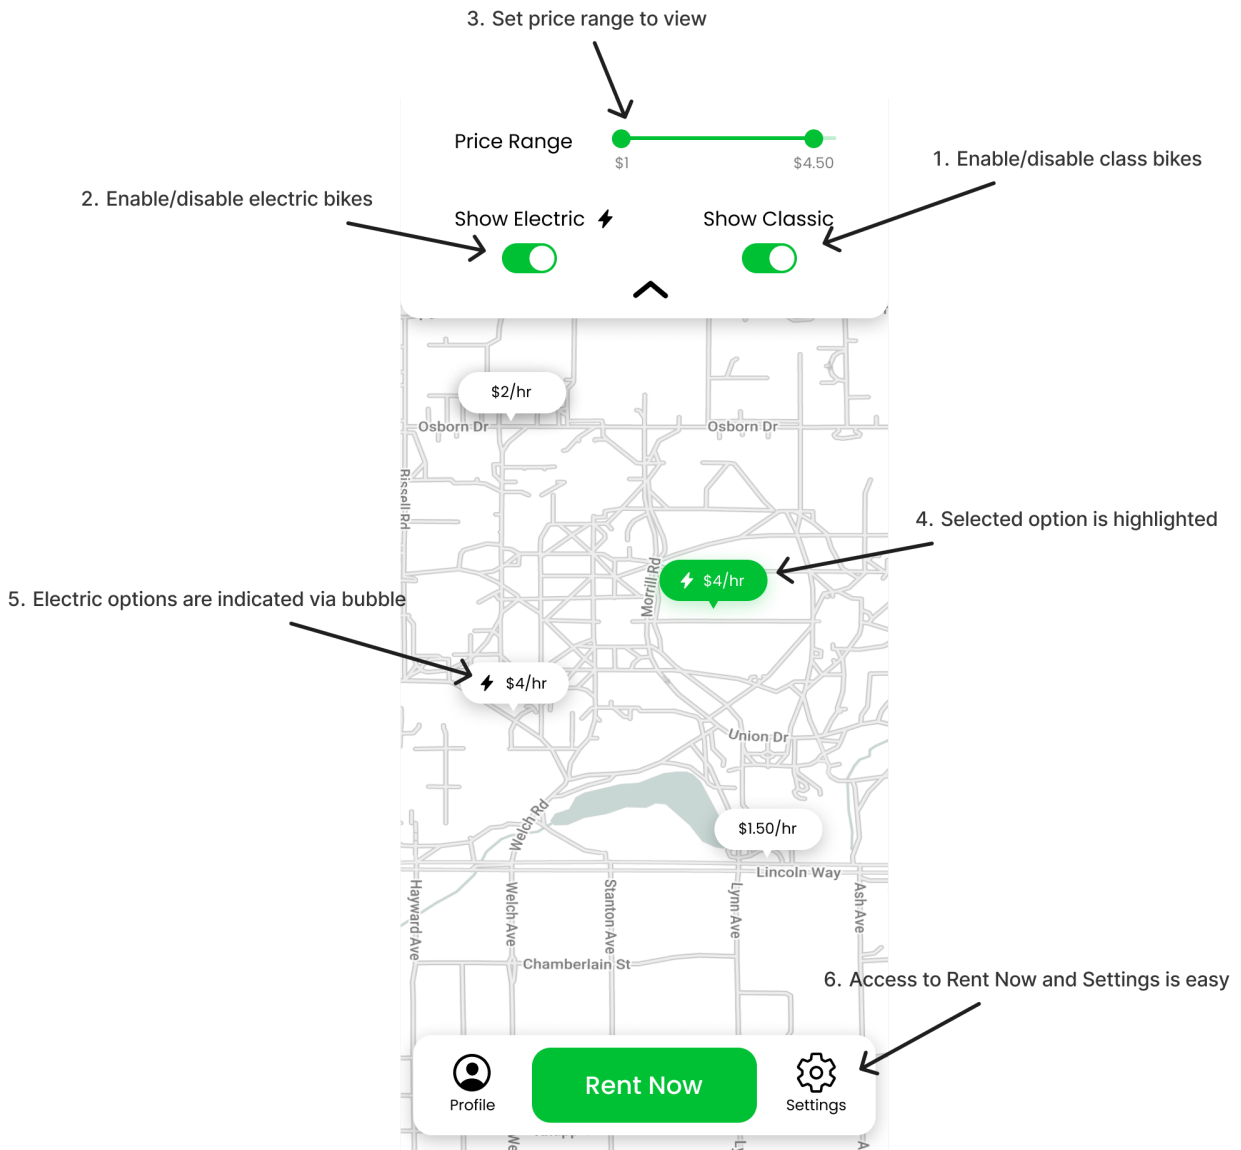 3. Set price range to view
Price Range
$1
$4.50
1. Enable/disable class bikes
2. Enable/disable electric bikes
Show Electric
Show Classic
$2/hr
Osborn Dr
Osborn Dr
Bissell Rd
4. Selected option is highlighted
Morrill Rd
$4/hr
5. Electric options are indicated via bubble
$4/hr
Union Dr
Welch Rd
$1.50/hr
Lincoln Way
Hayward Ave
Welch Ave
Stanton Ave
Lynn Ave
Ash Ave
Chamberlain St
6. Access to Rent Now and Settings is easy
Profile
Rent Now
Settings